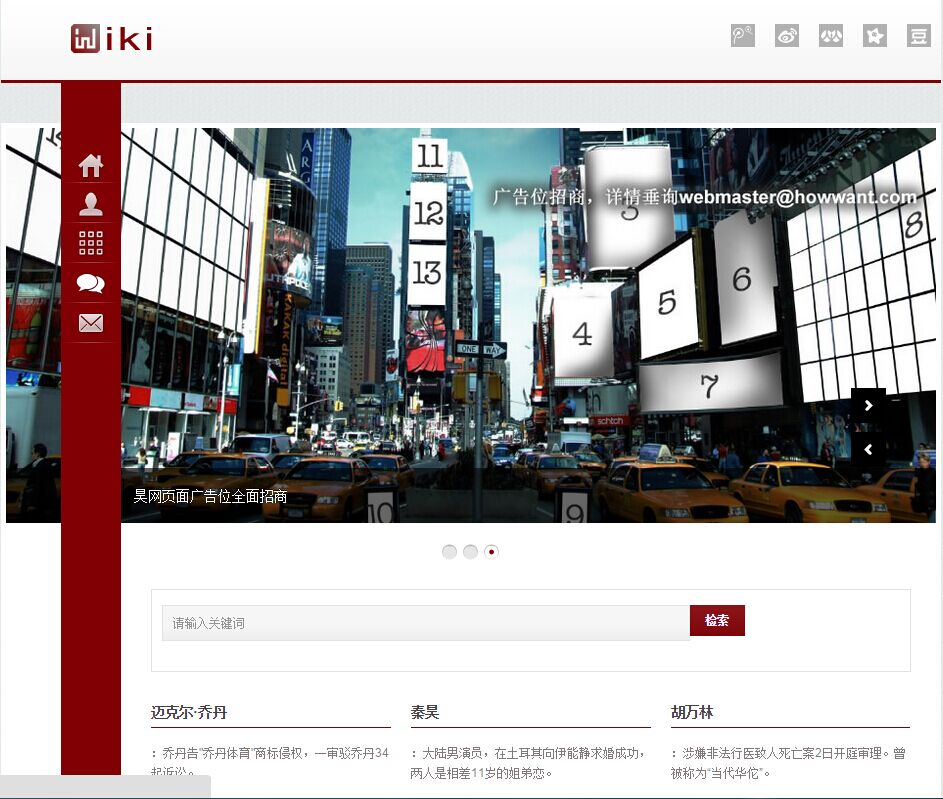 wiki
11
12
13
广告位招商，详情垂询webmaster@howwant.com
3
8
6
5
4
ONE WAY
7
schtch
昊网页面广告位全面招商
10
9
请输入关键词
检索
迈克尔·乔丹
秦昊
胡万林
：乔丹告"乔丹体育"商标侵权，一审驳乔丹34
起诉讼。
：大陆男演员，在土耳其向伊能静求婚成功，
两人是相差11岁的姐弟恋。
：涉嫌非法行医致人死亡案2日开庭审理。曾
被称为"当代华佗"。